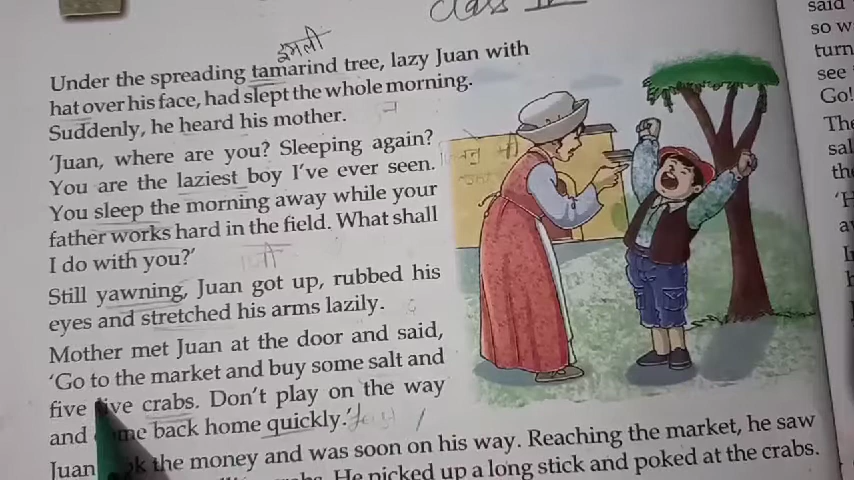 Class IV
इमली
Under the spreading tamarind tree, lazy Juan with
hat over his face, had slept the whole morning.
Suddenly, he heard his mother.
'Juan, where are you? Sleeping again?
You are the laziest boy I've ever seen.
You sleep the morning away while your
father works hard in the field. What shall
I do with you?'
Still yawning, Juan got up, rubbed his
eyes and stretched his arms lazily.
Mother met Juan at the door and said,
'Go to the market and buy some salt and
five live crabs. Don't play on the way
and come back home quickly.'
Juan the money and was soon on his way. Reaching the market, he saw
He picked up a long stick and poked at the crabs.
said
so w
turn
see
Go!
The
sal
the